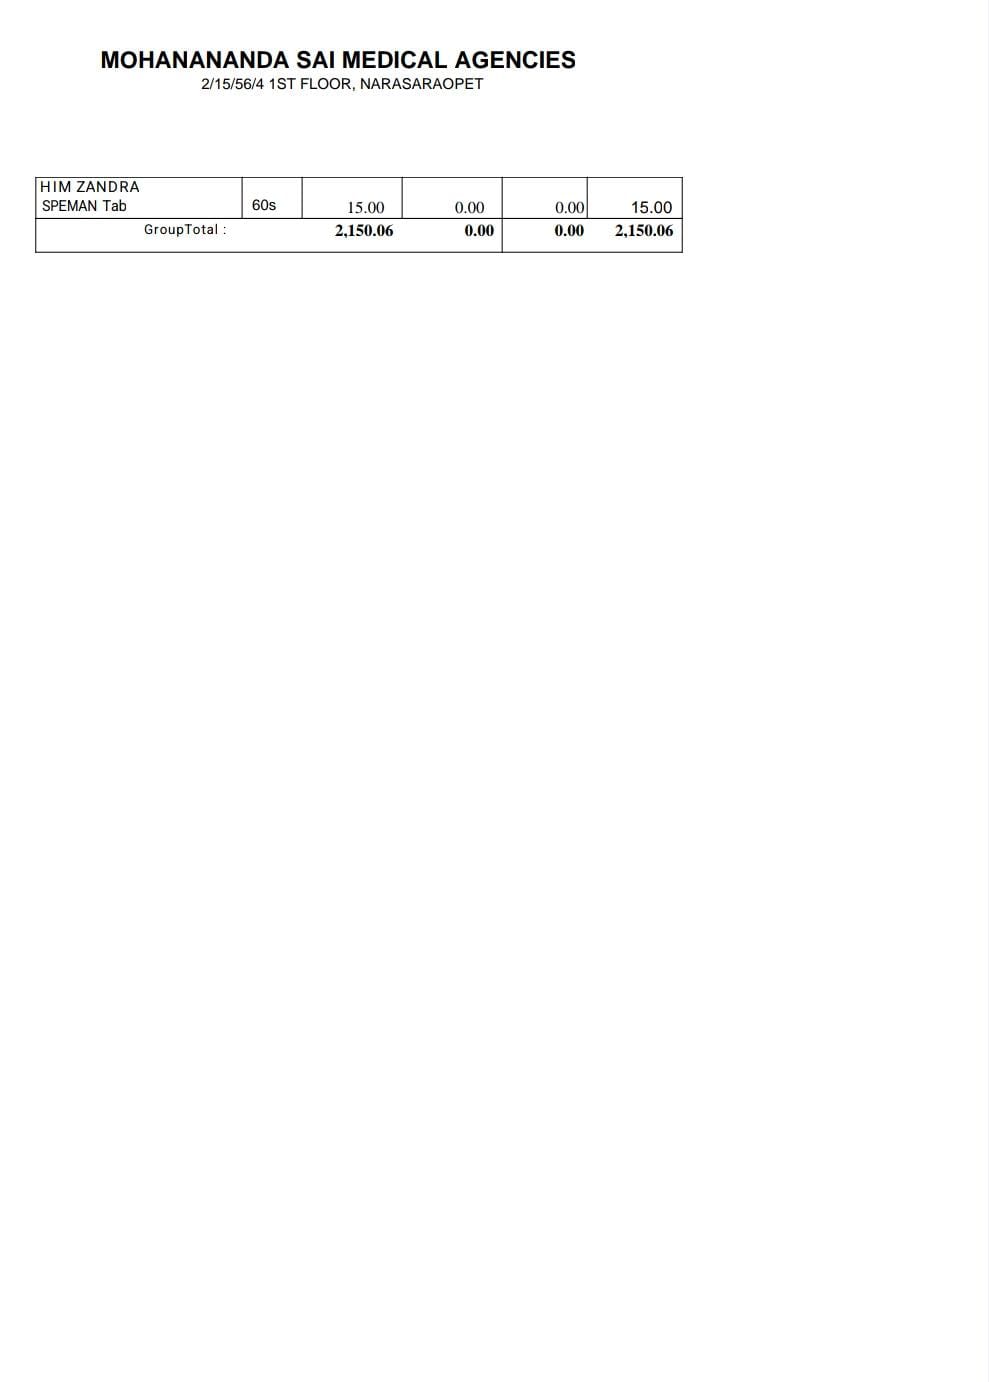 MOHANANANDA SAI MEDICAL AGENCIES
2/15/56/4 1ST FLOOR, NARASARAOPET
HIM ZANDRA
SPEMAN Tab 60s 15.00 0.00 0.00 15.00
GroupTotal : 2,150.06 0.00 0.00 2,150.06